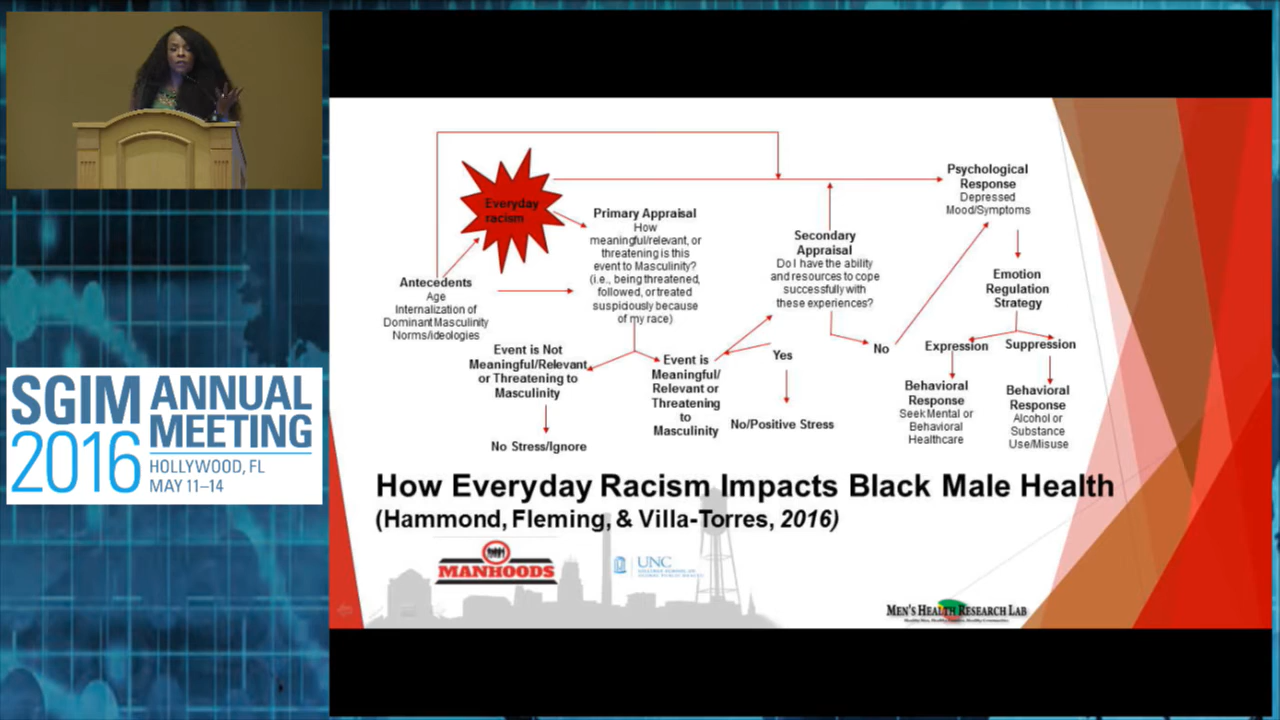 SGIM ANNUAL
2016 MEETING
HOLLYWOOD, FL
MAY 11–14
Everyday
racism
Antecedents
Age
Internalization of
Dominant Masculinity
Norms/ideologies
Primary Appraisal
How
meaningful/relevant, or
threatening is this
event to Masculinity?
(i.e., being threatened,
followed, or treated
suspiciously because
of my race)
Event is Not
Meaningful/Relevant
or Threatening to
Masculinity
No Stress/Ignore
Event is
Meaningful/
Relevant or
Threatening
to
Masculinity
Secondary
Appraisal
Do I have the ability
and resources to cope
successfully with
these experiences?
Yes
No/Positive Stress
No
Psychological
Response
Depressed
Mood/Symptoms
Emotion
Regulation
Strategy
Expression
Suppression
Behavioral
Response
Seek Mental or
Behavioral
Healthcare
Behavioral
Response
Alcohol or
Substance
Use/Misuse
How Everyday Racism Impacts Black Male Health
(Hammond, Fleming, & Villa-Torres, 2016)
MANHOODS
UNC
MEN'S HEALTH RESEARCH LAB